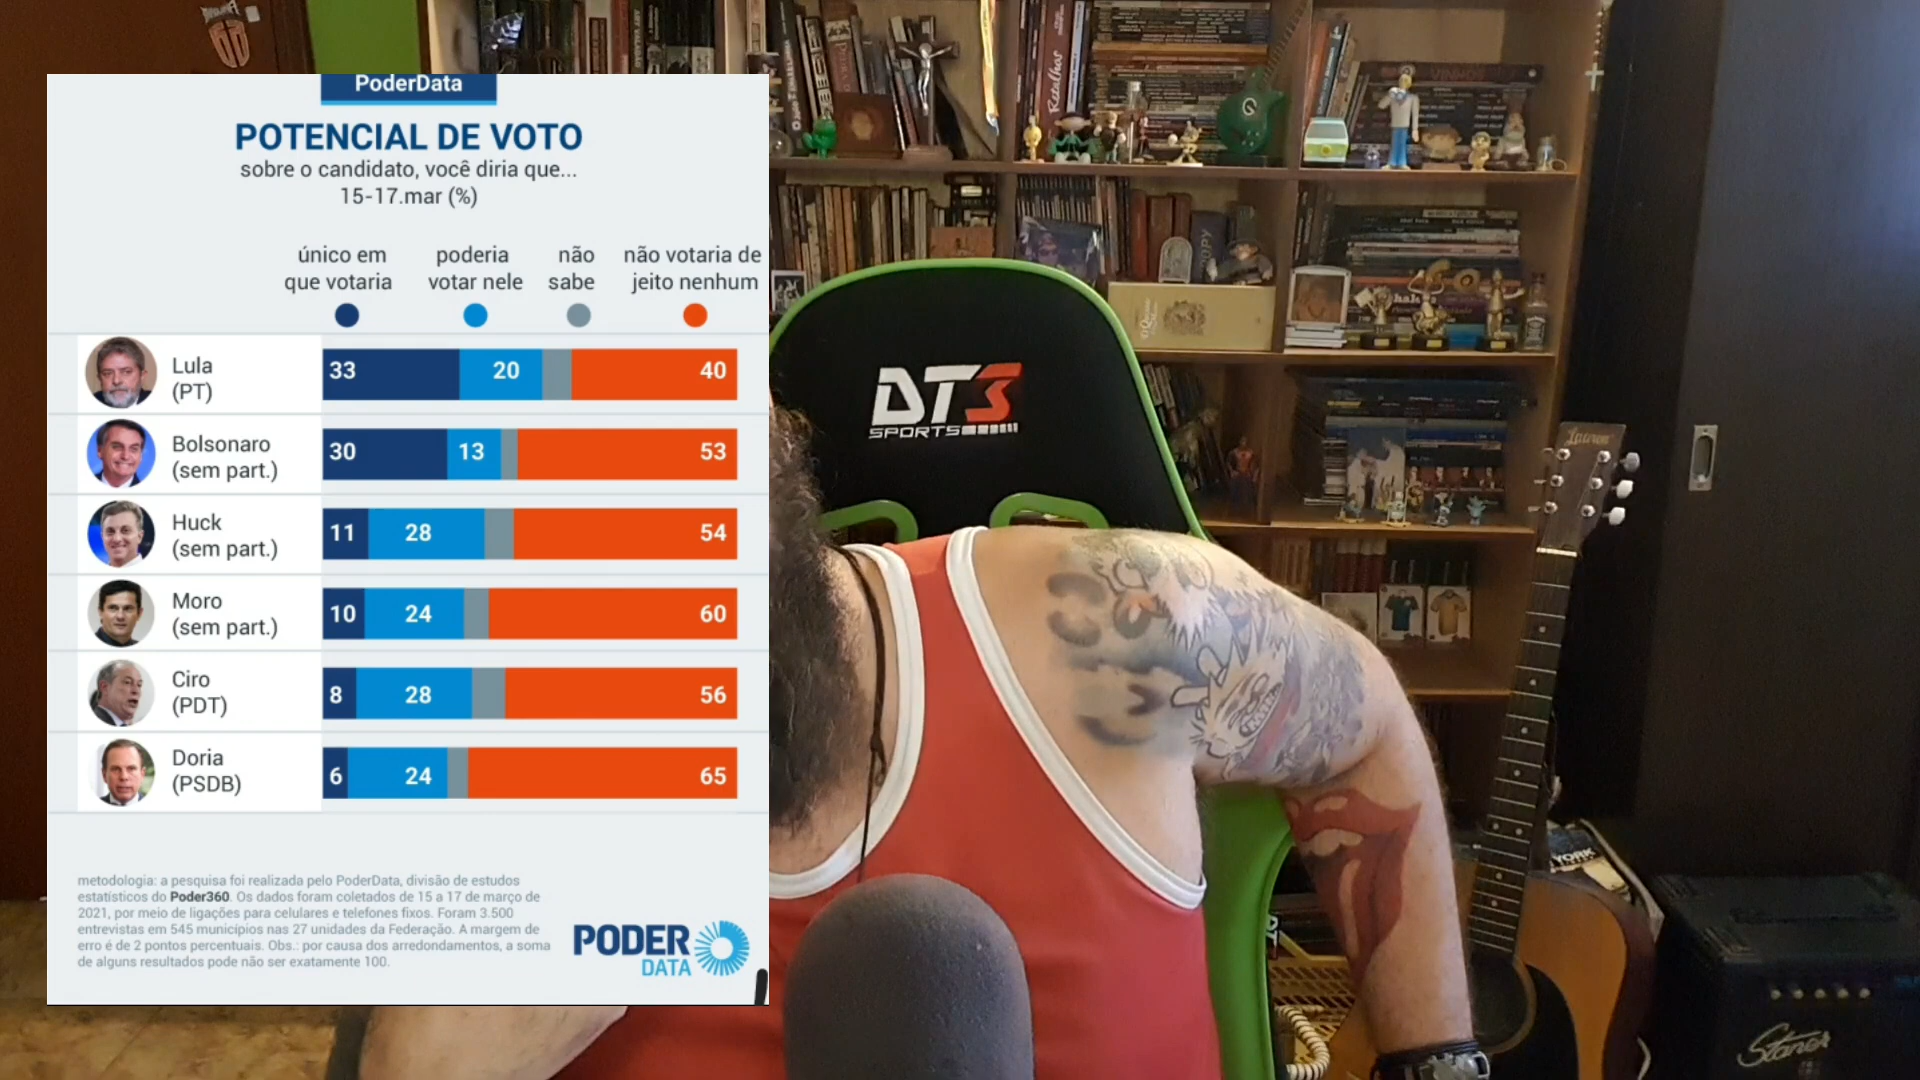 PoderData
POTENCIAL DE VOTO
sobre o candidato, você diria que...
15-17.mar (%)
único em que votaria
poderia votar nele
não sabe
não votaria de jeito nenhum
Lula (PT)
33 20 40
Bolsonaro (sem part.)
30 13 53
Huck (sem part.)
11 28 54
Moro (sem part.)
10 24 60
Ciro (PDT)
8 28 56
Doria (PSDB)
6 24 65
metodologia: a pesquisa foi realizada pelo PoderData, divisão de estudos
estatísticos do Poder360. Os dados foram coletados de 15 a 17 de março de
2021, por meio de ligações para celulares e telefones fixos. Foram 3.500
entrevistas em 545 municípios nas 27 unidades da Federação. A margem de
erro é de 2 pontos percentuais. Obs.: por causa dos arredondamentos, a soma
de alguns resultados pode não ser exatamente 100.
PODER
DATA
DT3
SPORTS
Retalhos
VINHOS
YORK
Staner